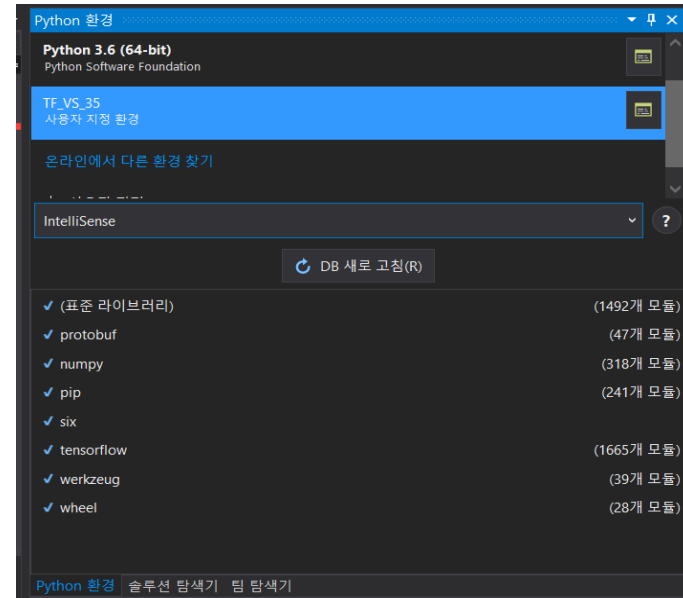 Python 환경
Python 3.6 (64-bit)
Python Software Foundation
TF_VS_35
사용자 지정 환경
온라인에서 다른 환경 찾기
IntelliSense
?
DB 새로 고침(R)
(표준 라이브러리) (1492개 모듈)
protobuf (47개 모듈)
numpy (318개 모듈)
pip (241개 모듈)
six
tensorflow (1665개 모듈)
werkzeug (39개 모듈)
wheel (28개 모듈)
Python 환경 솔루션 탐색기 팀 탐색기